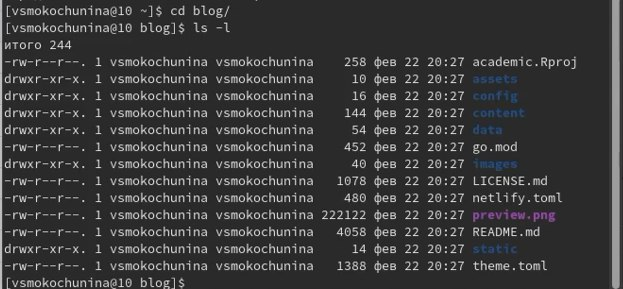 [vsmokochunina@10 ~]$ cd blog/
[vsmokochunina@10 blog]$ ls -l
итого 244
-rw-r--r--. 1 vsmokochunina vsmokochunina    258 фев 22 20:27 academic.Rproj
drwxr-xr-x. 1 vsmokochunina vsmokochunina     10 фев 22 20:27 assets
drwxr-xr-x. 1 vsmokochunina vsmokochunina     16 фев 22 20:27 config
drwxr-xr-x. 1 vsmokochunina vsmokochunina    144 фев 22 20:27 content
drwxr-xr-x. 1 vsmokochunina vsmokochunina     54 фев 22 20:27 data
-rw-r--r--. 1 vsmokochunina vsmokochunina    452 фев 22 20:27 go.mod
drwxr-xr-x. 1 vsmokochunina vsmokochunina     40 фев 22 20:27 images
-rw-r--r--. 1 vsmokochunina vsmokochunina   1078 фев 22 20:27 LICENSE.md
-rw-r--r--. 1 vsmokochunina vsmokochunina    480 фев 22 20:27 netlify.toml
-rw-r--r--. 1 vsmokochunina vsmokochunina 222122 фев 22 20:27 preview.png
-rw-r--r--. 1 vsmokochunina vsmokochunina   4058 фев 22 20:27 README.md
drwxr-xr-x. 1 vsmokochunina vsmokochunina     14 фев 22 20:27 static
-rw-r--r--. 1 vsmokochunina vsmokochunina   1388 фев 22 20:27 theme.toml
[vsmokochunina@10 blog]$